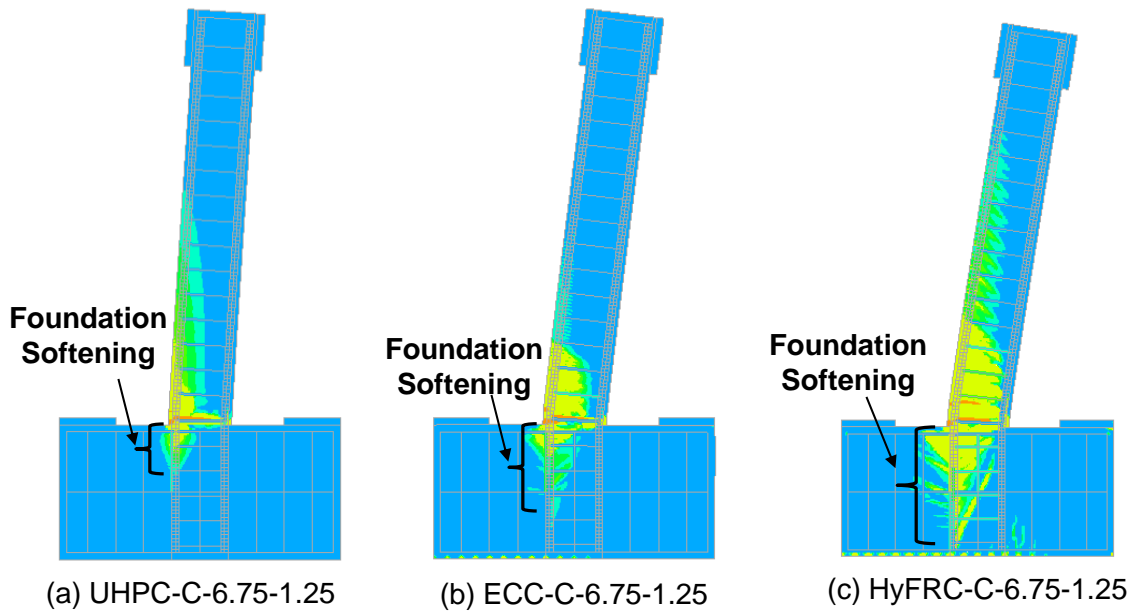 Foundation
Softening
Foundation
Softening
Foundation
Softening
(a) UHPC-C-6.75-1.25
(b) ECC-C-6.75-1.25
(c) HyFRC-C-6.75-1.25